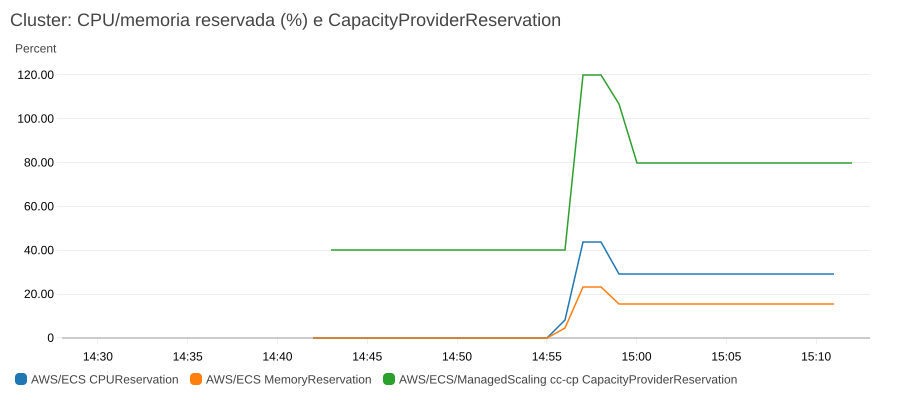 Cluster: CPU/memoria reservada (%) e CapacityProviderReservation
Percent
120.00
100.00
80.00
60.00
40.00
20.00
0
14:30 14:35 14:40 14:45 14:50 14:55 15:00 15:05 15:10
AWS/ECS CPUReservation AWS/ECS MemoryReservation AWS/ECS/ManagedScaling cc-cp CapacityProviderReservation